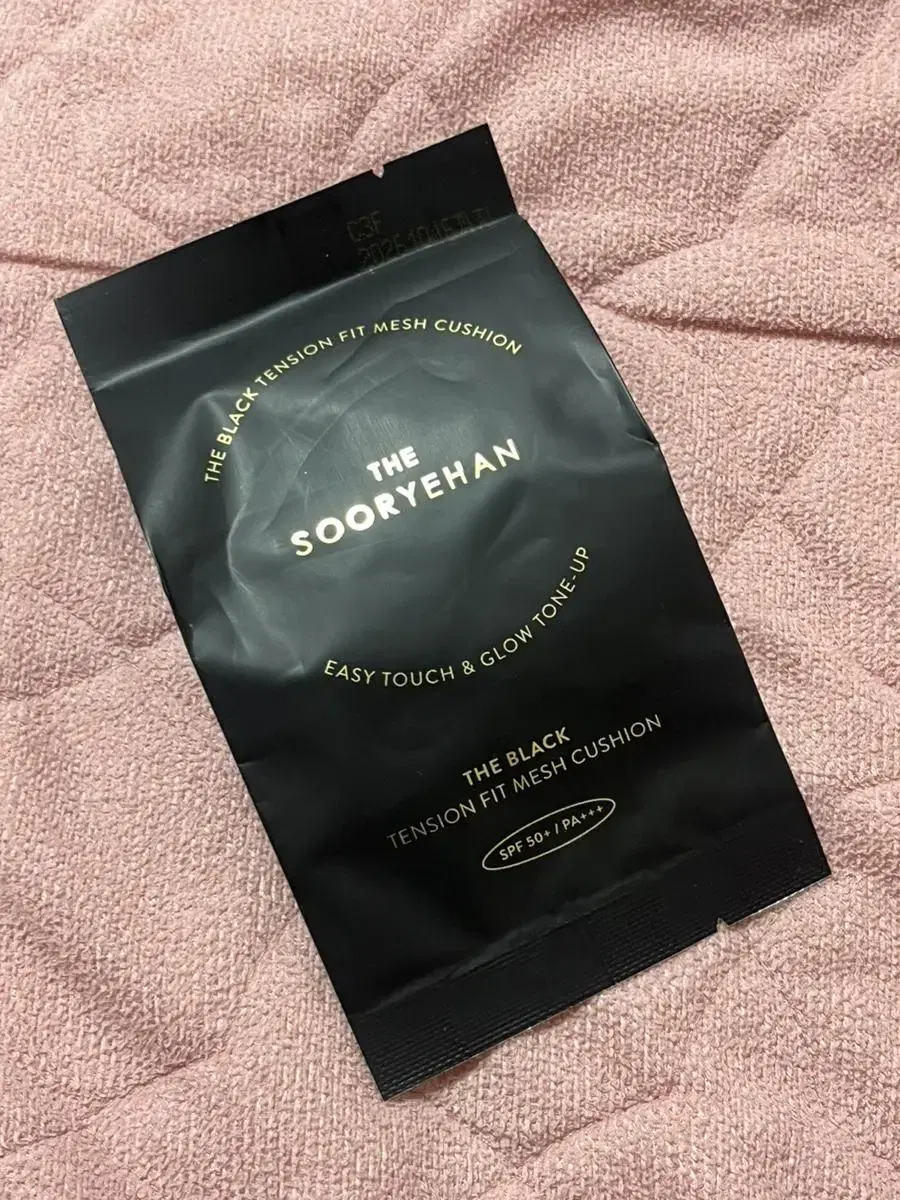 C3F
THE BLACK TENSION FIT MESH CUSHION
THE
SOORYEHAN
EASY TOUCH & GLOW TONE-UP
THE BLACK
TENSION FIT MESH CUSHION
SPF 50+ / PA+++